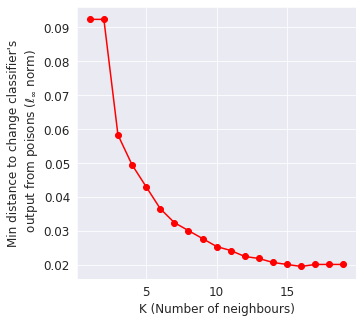 Min distance to change classifier's
output from poisons (ℓ∞ norm)
0.09
0.08
0.07
0.06
0.05
0.04
0.03
0.02
5 10 15
K (Number of neighbours)